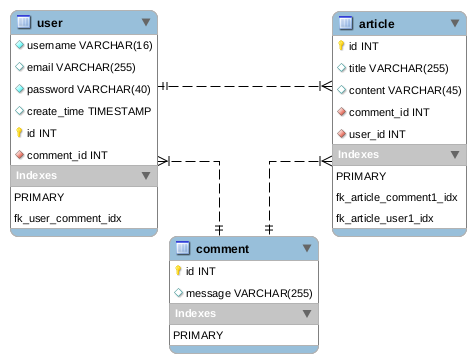 user
username VARCHAR(16)
email VARCHAR(255)
password VARCHAR(40)
create_time TIMESTAMP
id INT
comment_id INT
Indexes
PRIMARY
fk_user_comment_idx
article
id INT
title VARCHAR(255)
content VARCHAR(45)
comment_id INT
user_id INT
Indexes
PRIMARY
fk_article_comment1_idx
fk_article_user1_idx
comment
id INT
message VARCHAR(255)
Indexes
PRIMARY